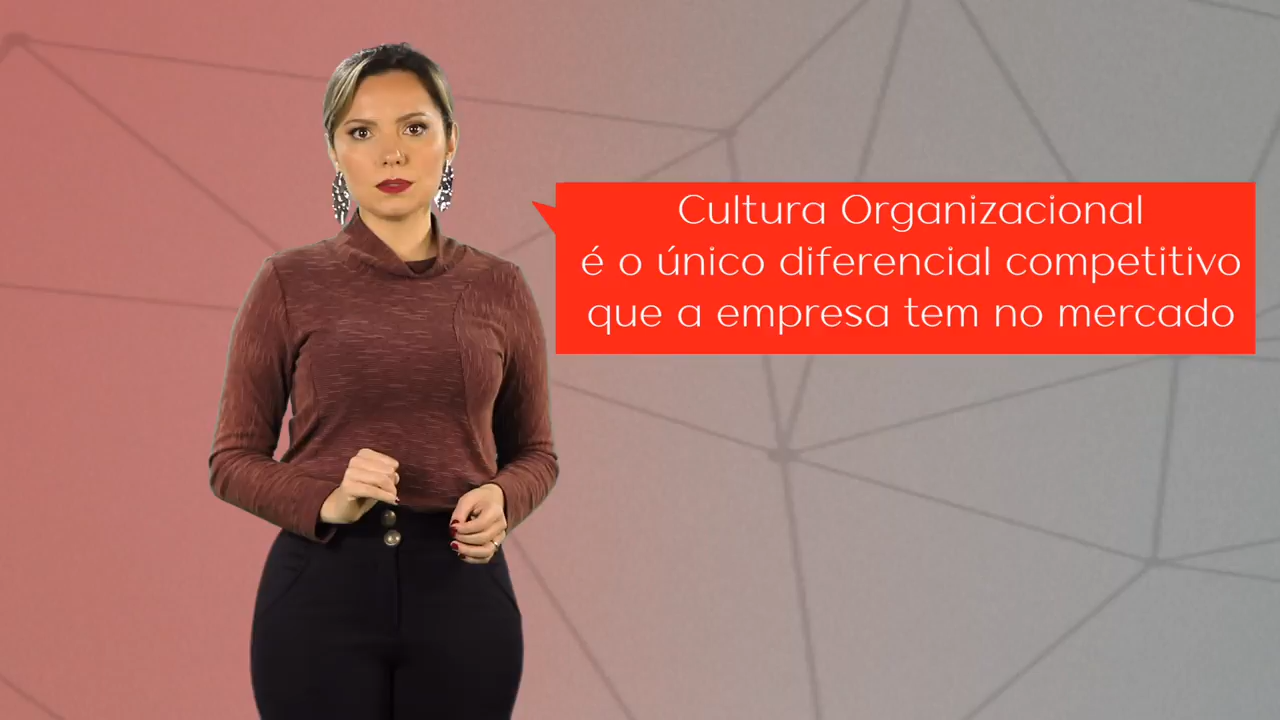 Cultura Organizacional
é o único diferencial competitivo
que a empresa tem no mercado